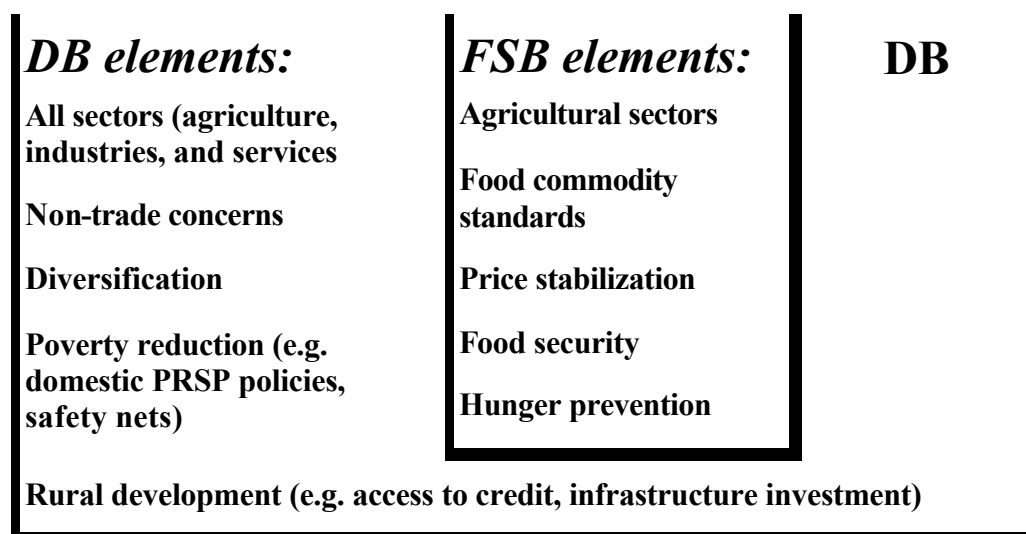 DB elements:
All sectors (agriculture,
industries, and services
Non-trade concerns
Diversification
Poverty reduction (e.g.
domestic PRSP policies,
safety nets)
FSB elements:
Agricultural sectors
Food commodity
standards
Price stabilization
Food security
Hunger prevention
DB
Rural development (e.g. access to credit, infrastructure investment)